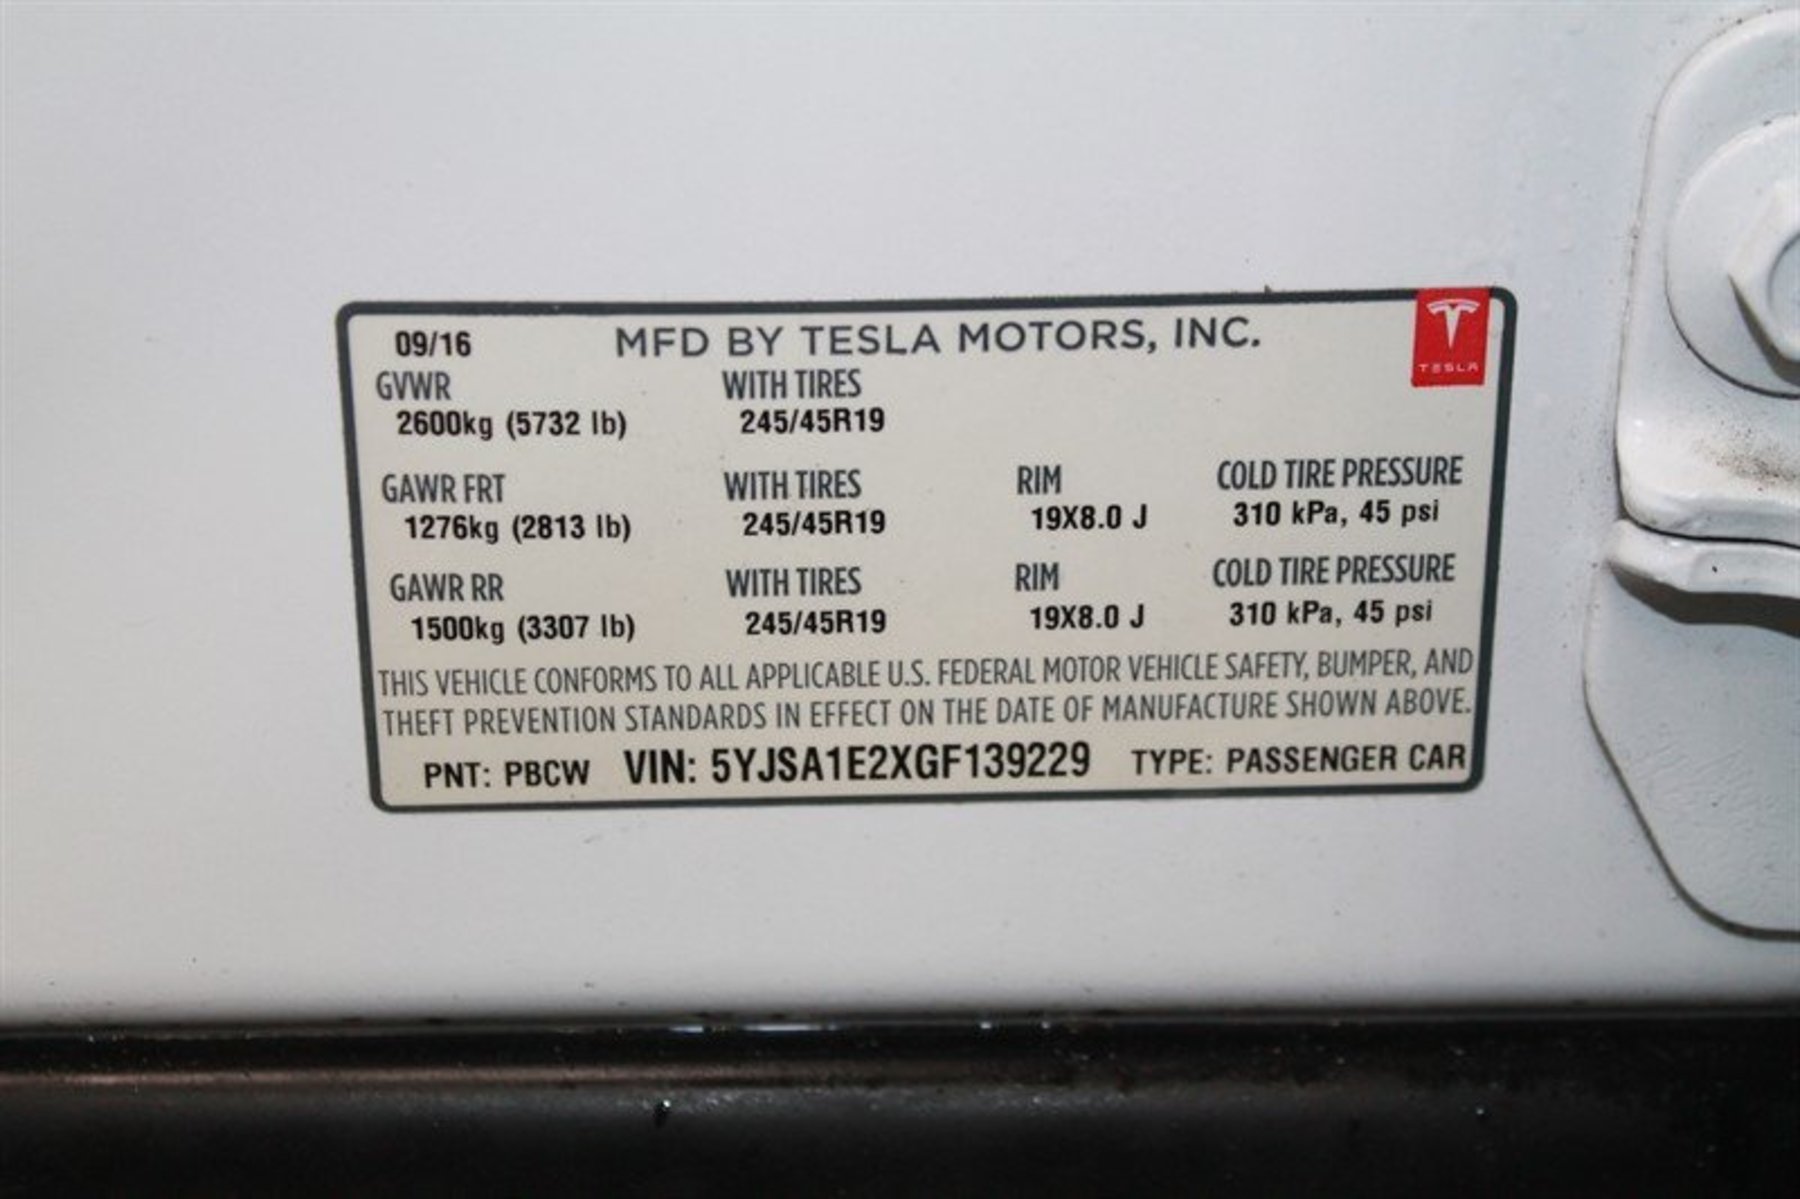 09/16 MFD BY TESLA MOTORS, INC.
TESLA
GVWR WITH TIRES
2600kg (5732 lb) 245/45R19
GAWR FRT WITH TIRES RIM COLD TIRE PRESSURE
1276kg (2813 lb) 245/45R19 19X8.0 J 310 kPa, 45 psi
GAWR RR WITH TIRES RIM COLD TIRE PRESSURE
1500kg (3307 lb) 245/45R19 19X8.0 J 310 kPa, 45 psi
THIS VEHICLE CONFORMS TO ALL APPLICABLE U.S. FEDERAL MOTOR VEHICLE SAFETY, BUMPER, AND
THEFT PREVENTION STANDARDS IN EFFECT ON THE DATE OF MANUFACTURE SHOWN ABOVE.
PNT: PBCW VIN: 5YJSA1E2XGF139229 TYPE: PASSENGER CAR